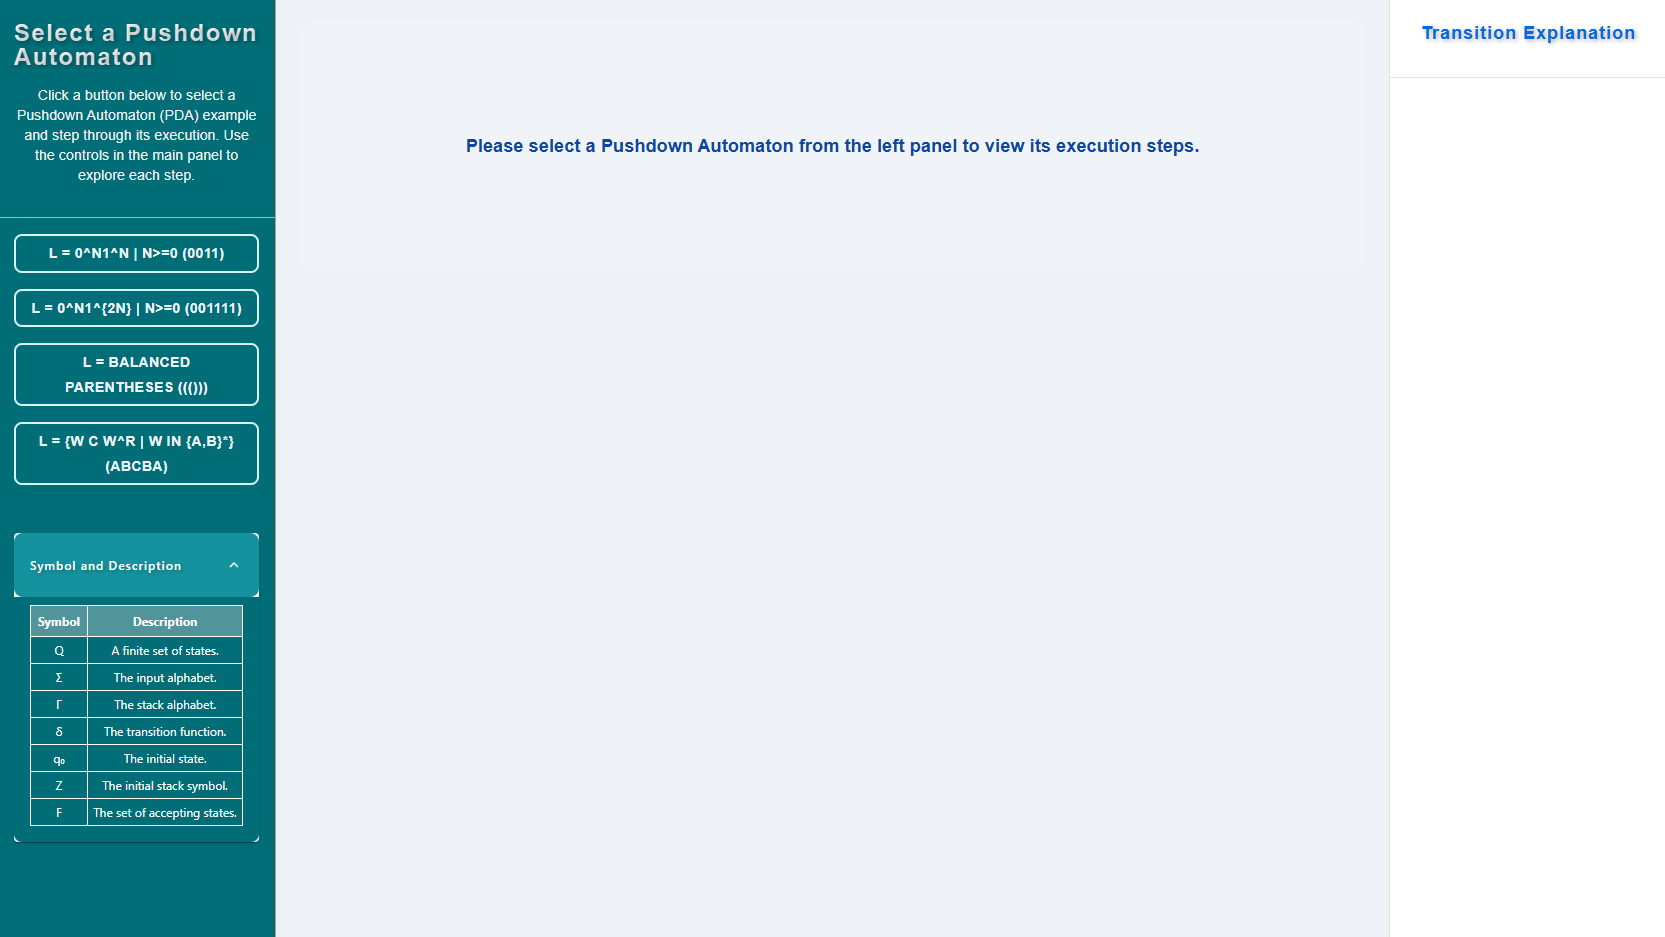 Select a Pushdown
Automaton
Click a button below to select a
Pushdown Automaton (PDA) example
and step through its execution. Use
the controls in the main panel to
explore each step.
L = 0^N1^N | N>=0 (0011)
L = 0^N1^{2N} | N>=0 (001111)
L = BALANCED
PARENTHESES ((()))
L = {W C W^R | W IN {A,B}*}
(ABCBA)
Symbol and Description
Symbol Description
Q A finite set of states.
Σ The input alphabet.
Γ The stack alphabet.
δ The transition function.
q₀ The initial state.
Z The initial stack symbol.
F The set of accepting states.
Please select a Pushdown Automaton from the left panel to view its execution steps.
Transition Explanation